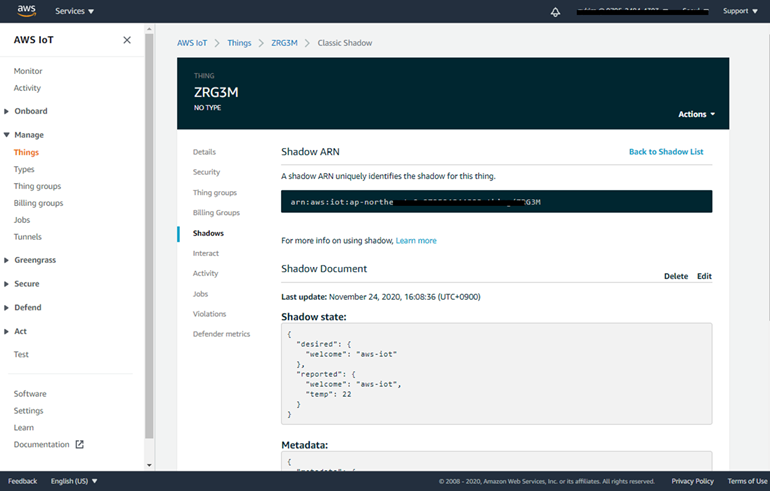 aws
Services
Support
AWS IoT
Monitor
Activity
Onboard
Manage
Things
Types
Thing groups
Billing groups
Jobs
Tunnels
Greengrass
Secure
Defend
Act
Test
Software
Settings
Learn
Documentation
AWS IoT > Things > ZRG3M > Classic Shadow
THING
ZRG3M
NO TYPE
Actions
Details
Security
Thing groups
Billing Groups
Shadows
Interact
Activity
Jobs
Violations
Defender metrics
Shadow ARN
Back to Shadow List
A shadow ARN uniquely identifies the shadow for this thing.
arn:aws:iot:ap-northe ZRG3M
For more info on using shadow, Learn more
Shadow Document
Delete Edit
Last update: November 24, 2020, 16:08:36 (UTC+0900)
Shadow state:
{
"desired": {
"welcome": "aws-iot"
},
"reported": {
"welcome": "aws-iot",
"temp": 22
}
}
Metadata:
{
Feedback English (US) © 2008 - 2020, Amazon Web Services, Inc. or its affiliates. All rights reserved. Privacy Policy Terms of Use